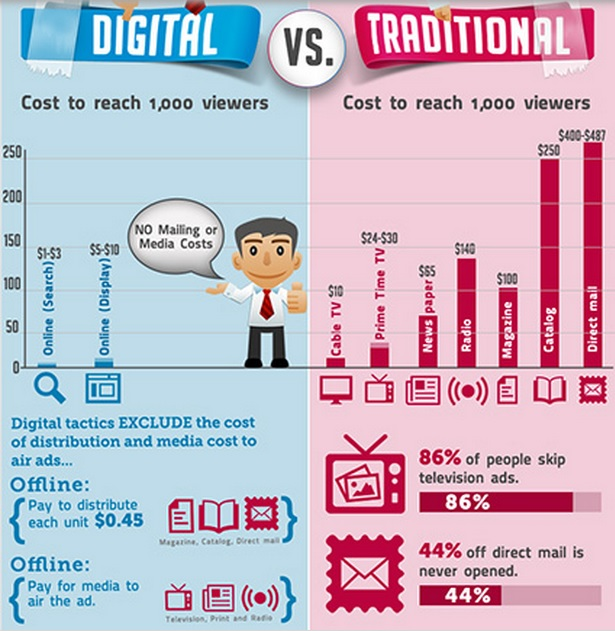 DIGITAL
VS.
TRADITIONAL
Cost to reach 1,000 viewers
250
200
150
100
50
0
$1-$3
Online (Search)
$5-$10
Online (Display)
NO Mailing or
Media Costs
Cost to reach 1,000 viewers
$10
Cable TV
$24-$30
Prime Time TV
$65
News paper
$140
Radio
$100
Magazine
$250
Catalog
$400-$487
Direct mail
Digital tactics EXCLUDE the cost
of distribution and media cost to
air ads...
Offline:
Pay to distribute
each unit $0.45
Magazine, Catalog, Direct mail
Offline:
Pay for media to
air the ad.
Television, Print and Radio
86% of people skip
television ads.
86%
44% off direct mail is
never opened.
44%